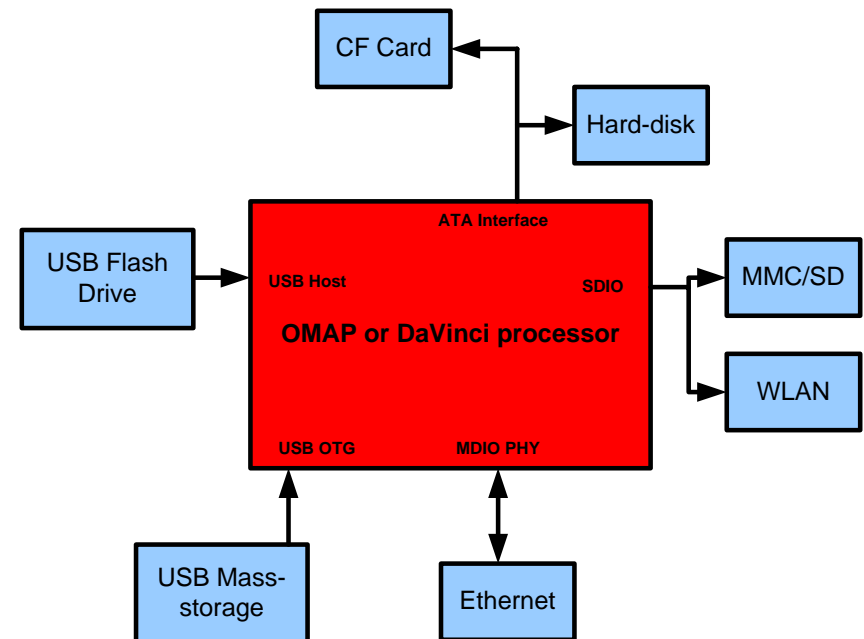 CF Card
Hard-disk
ATA Interface
USB Flash
Drive
USB Host
SDIO
MMC/SD
OMAP or DaVinci processor
WLAN
USB OTG
MDIO PHY
USB Mass-
storage
Ethernet